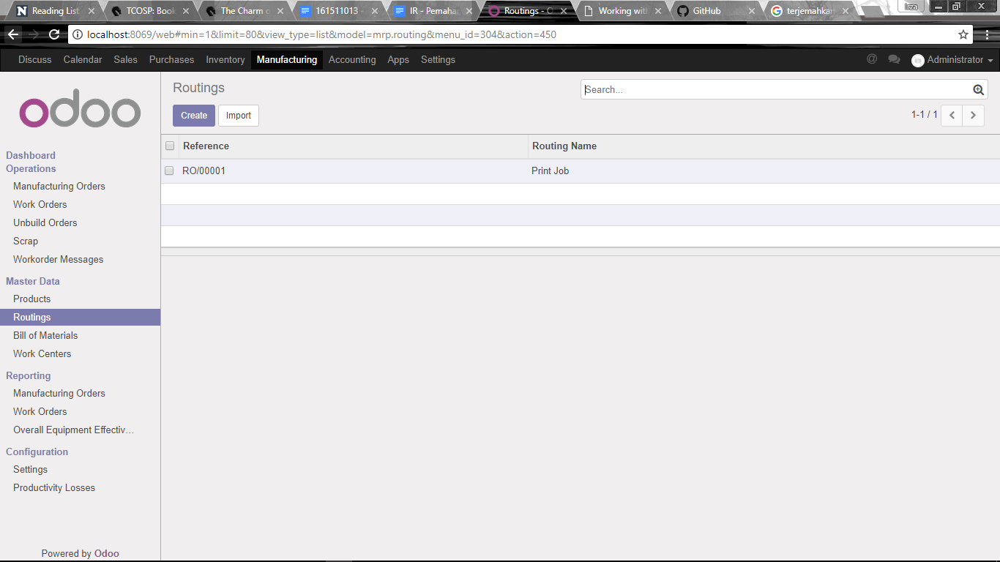 Reading List TCOSP: Book The Charm o 161511013 - IR - Pemaha Routings - O Working with GitHub terjemahkan liza
localhost:8069/web#min=1&limit=80&view_type=list&model=mrp.routing&menu_id=304&action=450
Discuss Calendar Sales Purchases Inventory Manufacturing Accounting Apps Settings @ Administrator
odoo
Dashboard
Operations
Manufacturing Orders
Work Orders
Unbuild Orders
Scrap
Workorder Messages
Master Data
Products
Routings
Bill of Materials
Work Centers
Reporting
Manufacturing Orders
Work Orders
Overall Equipment Effectiv...
Configuration
Settings
Productivity Losses
Powered by Odoo
Routings
Search...
Create Import
1-1 / 1
Reference Routing Name
RO/00001 Print Job